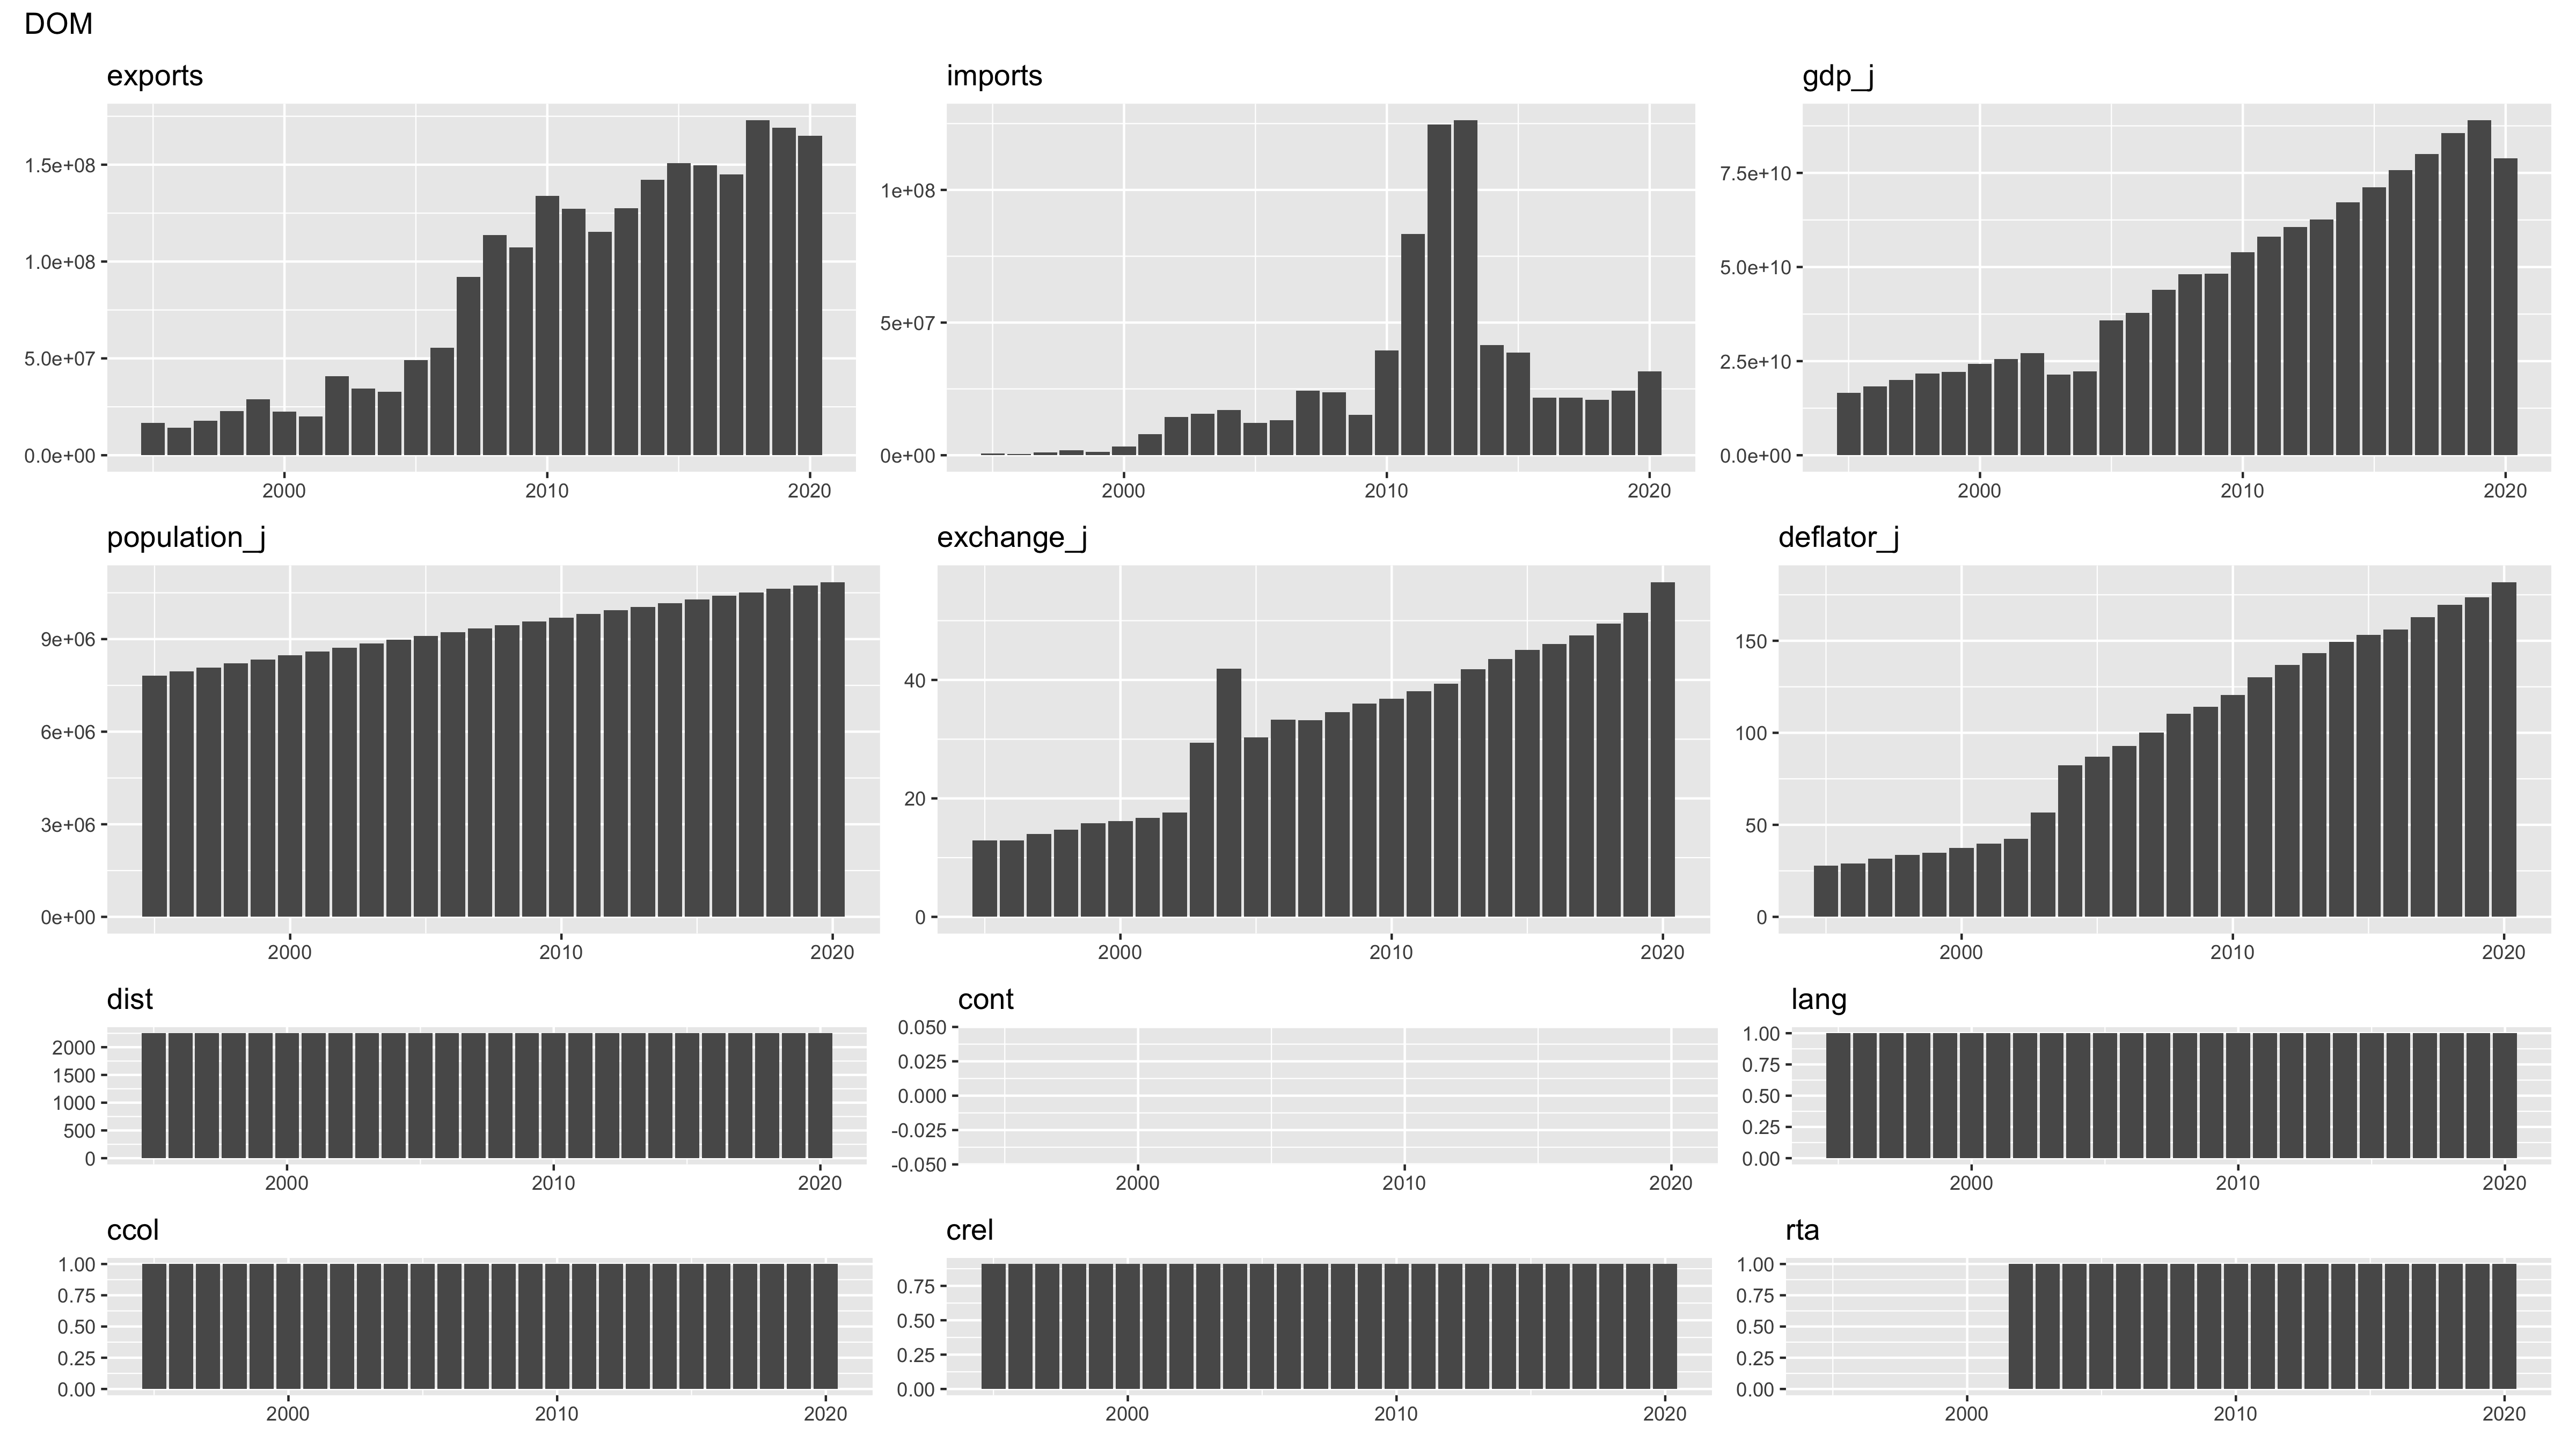 DOM
exports
1.5e+08
1.0e+08
5.0e+07
0.0e+00
2000 2010 2020
imports
1e+08
5e+07
0e+00
2000 2010 2020
gdp_j
7.5e+10
5.0e+10
2.5e+10
0.0e+00
2000 2010 2020
population_j
9e+06
6e+06
3e+06
0e+00
2000 2010 2020
exchange_j
40
20
0
2000 2010 2020
deflator_j
150
100
50
0
2000 2010 2020
dist
2000
1500
1000
500
0
2000 2010 2020
cont
0.050
0.025
0.000
-0.025
-0.050
2000 2010 2020
lang
1.00
0.75
0.50
0.25
0.00
2000 2010 2020
ccol
1.00
0.75
0.50
0.25
0.00
2000 2010 2020
crel
0.75
0.50
0.25
0.00
2000 2010 2020
rta
1.00
0.75
0.50
0.25
0.00
2000 2010 2020